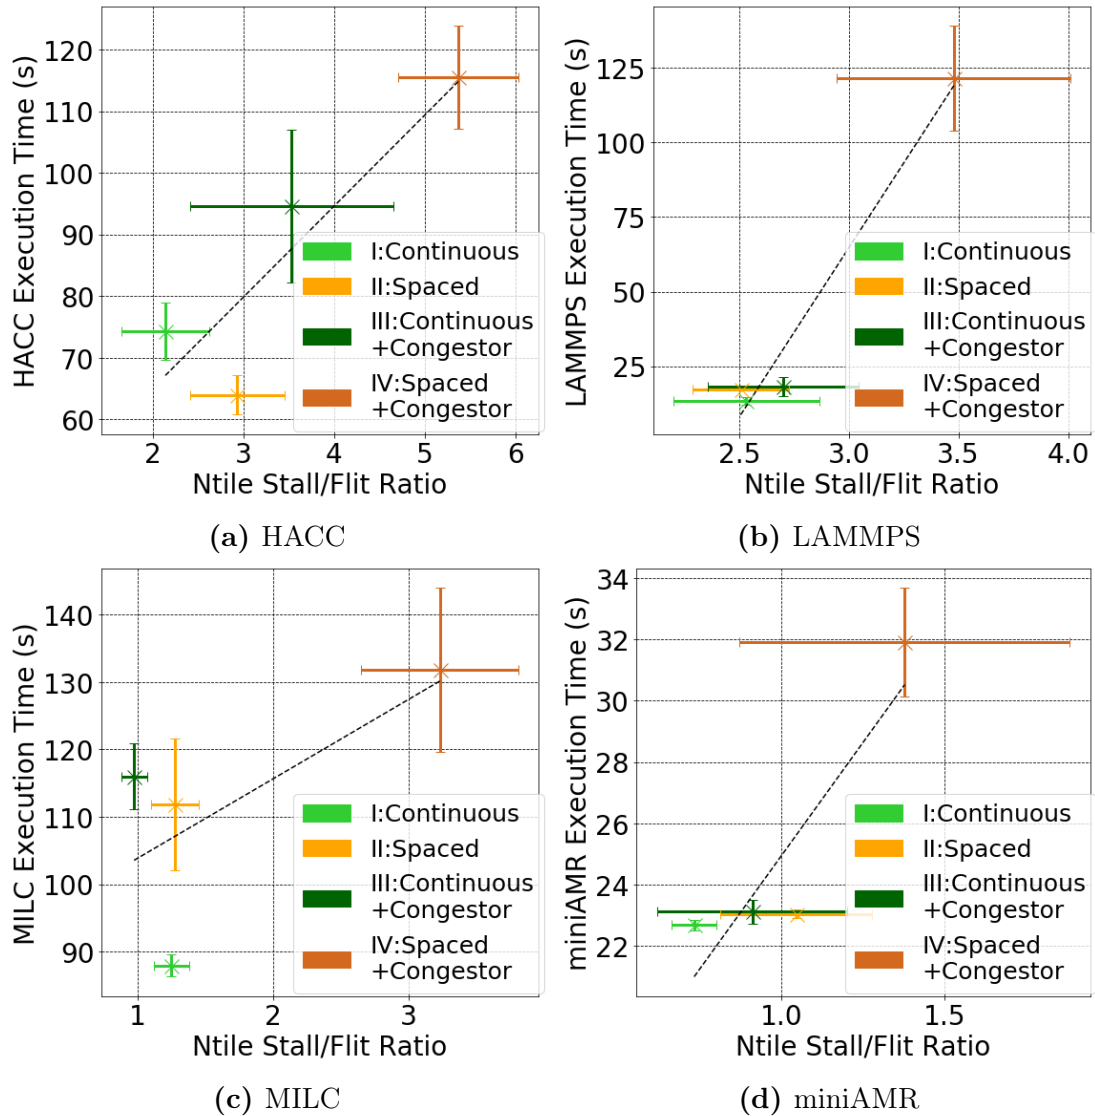 HACC Execution Time (s)
120
110
100
90
80
70
60
2 3 4 5 6
Ntile Stall/Flit Ratio
I:Continuous
II:Spaced
III:Continuous
+Congestor
IV:Spaced
+Congestor
(a) HACC
LAMMPS Execution Time (s)
125
100
75
50
25
2.5 3.0 3.5 4.0
Ntile Stall/Flit Ratio
I:Continuous
II:Spaced
III:Continuous
+Congestor
IV:Spaced
+Congestor
(b) LAMMPS
MILC Execution Time (s)
140
130
120
110
100
90
1 2 3
Ntile Stall/Flit Ratio
I:Continuous
II:Spaced
III:Continuous
+Congestor
IV:Spaced
+Congestor
(c) MILC
miniAMR Execution Time (s)
34
32
30
28
26
24
22
1.0 1.5
Ntile Stall/Flit Ratio
I:Continuous
II:Spaced
III:Continuous
+Congestor
IV:Spaced
+Congestor
(d) miniAMR